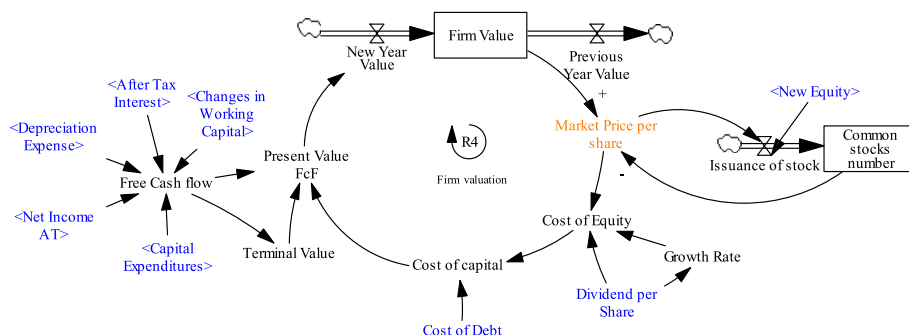 Firm Value
New Year
Value
Previous
Year Value
+
<After Tax
Interest>
<Changes in
Working
Capital>
<New Equity>
<Depreciation
Expense>
Market Price per
share
R4
Common
stocks
number
Issuance of stock
Present Value
FcF
Firm valuation
-
Free Cash flow
<Net Income
AT>
<Capital
Expenditures>
Terminal Value
Cost of Equity
Cost of capital
Growth Rate
Dividend per
Share
Cost of Debt